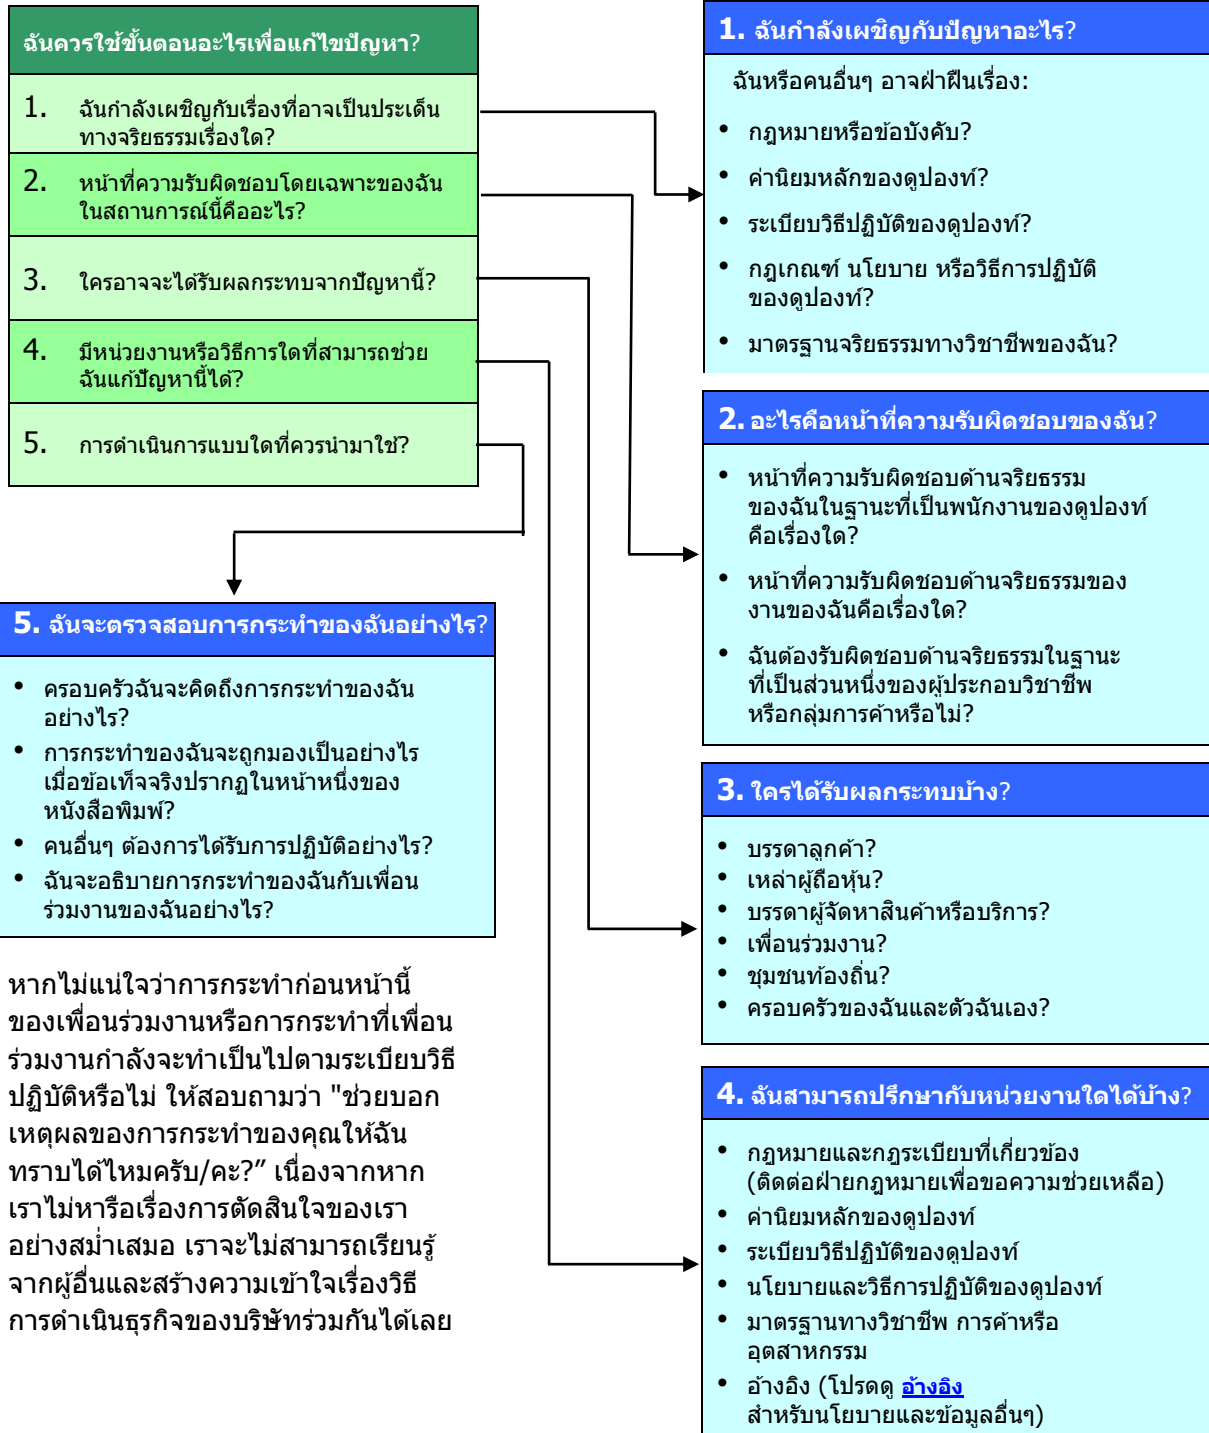 ฉันควรใช้ขั้นตอนอะไรเพื่อแก้ไขปัญหา?
1. ฉันกำลังเผชิญกับเรื่องที่อาจเป็นประเด็น
ทางจริยธรรมเรื่องใด?
2. หน้าที่ความรับผิดชอบโดยเฉพาะของฉัน
ในสถานการณ์นี้คืออะไร?
3. ใครอาจจะได้รับผลกระทบจากปัญหานี้?
4. มีหน่วยงานหรือวิธีการใดที่สามารถช่วย
ฉันแก้ปัญหานี้ได้?
5. การดำเนินการแบบใดที่ควรนำมาใช้?
1. ฉันกำลังเผชิญกับปัญหาอะไร?
ฉันหรือคนอื่นๆ อาจฝ่าฝืนเรื่อง:
• กฎหมายหรือข้อบังคับ?
• ค่านิยมหลักของดูปองท์?
• ระเบียบวิธีปฏิบัติของดูปองท์?
• กฎเกณฑ์ นโยบาย หรือวิธีการปฏิบัติ
ของดูปองท์?
• มาตรฐานจริยธรรมทางวิชาชีพของฉัน?
2. อะไรคือหน้าที่ความรับผิดชอบของฉัน?
• หน้าที่ความรับผิดชอบด้านจริยธรรม
ของฉันในฐานะที่เป็นพนักงานของดูปองท์
คือเรื่องใด?
• หน้าที่ความรับผิดชอบด้านจริยธรรมของ
งานของฉันคือเรื่องใด?
• ฉันต้องรับผิดชอบด้านจริยธรรมในฐานะ
ที่เป็นส่วนหนึ่งของผู้ประกอบวิชาชีพ
หรือกลุ่มการค้าหรือไม่?
3. ใครได้รับผลกระทบบ้าง?
• บรรดาลูกค้า?
• เหล่าผู้ถือหุ้น?
• บรรดาผู้จัดหาสินค้าหรือบริการ?
• เพื่อนร่วมงาน?
• ชุมชนท้องถิ่น?
• ครอบครัวของฉันและตัวฉันเอง?
4. ฉันสามารถปรึกษากับหน่วยงานใดได้บ้าง?
• กฎหมายและกฎระเบียบที่เกี่ยวข้อง
(ติดต่อฝ่ายกฎหมายเพื่อขอความช่วยเหลือ)
• ค่านิยมหลักของดูปองท์
• ระเบียบวิธีปฏิบัติของดูปองท์
• นโยบายและวิธีการปฏิบัติของดูปองท์
• มาตรฐานทางวิชาชีพ การค้าหรือ
อุตสาหกรรม
• อ้างอิง (โปรดดู อ้างอิง
สำหรับนโยบายและข้อมูลอื่นๆ)
5. ฉันจะตรวจสอบการกระทำของฉันอย่างไร?
• ครอบครัวฉันจะคิดถึงการกระทำของฉัน
อย่างไร?
• การกระทำของฉันจะถูกมองเป็นอย่างไร
เมื่อข้อเท็จจริงปรากฏในหน้าหนึ่งของ
หนังสือพิมพ์?
• คนอื่นๆ ต้องการได้รับการปฏิบัติอย่างไร?
• ฉันจะอธิบายการกระทำของฉันกับเพื่อน
ร่วมงานของฉันอย่างไร?
หากไม่แน่ใจว่าการกระทำก่อนหน้านี้
ของเพื่อนร่วมงานหรือการกระทำที่เพื่อน
ร่วมงานกำลังจะทำเป็นไปตามระเบียบวิธี
ปฏิบัติหรือไม่ ให้สอบถามว่า "ช่วยบอก
เหตุผลของการกระทำของคุณให้ฉัน
ทราบได้ไหมครับ/คะ?” เนื่องจากหาก
เราไม่หารือเรื่องการตัดสินใจของเรา
อย่างสม่ำเสมอ เราจะไม่สามารถเรียนรู้
จากผู้อื่นและสร้างความเข้าใจเรื่องวิธี
การดำเนินธุรกิจของบริษัทร่วมกันได้เลย